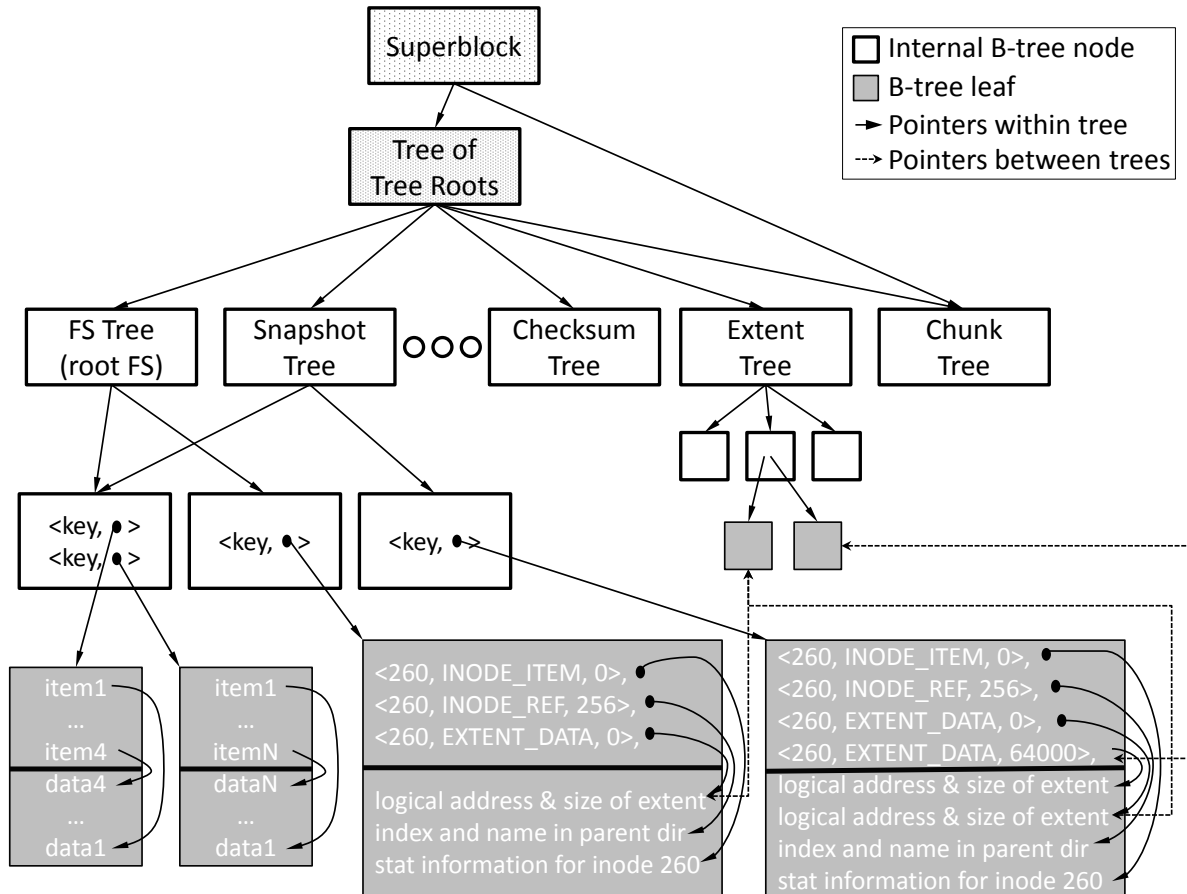 Superblock
Internal B-tree node
B-tree leaf
Pointers within tree
Pointers between trees
Tree of
Tree Roots
FS Tree
(root FS)
Snapshot
Tree
Checksum
Tree
Extent
Tree
Chunk
Tree
<key, >
<key, >
<key, >
<key, >
item1
...
item4
data4
...
data1
item1
...
itemN
dataN
...
data1
<260, INODE_ITEM, 0>,
<260, INODE_REF, 256>,
<260, EXTENT_DATA, 0>,
logical address & size of extent
index and name in parent dir
stat information for inode 260
<260, INODE_ITEM, 0>,
<260, INODE_REF, 256>,
<260, EXTENT_DATA, 0>,
<260, EXTENT_DATA, 64000>,
logical address & size of extent
logical address & size of extent
index and name in parent dir
stat information for inode 260